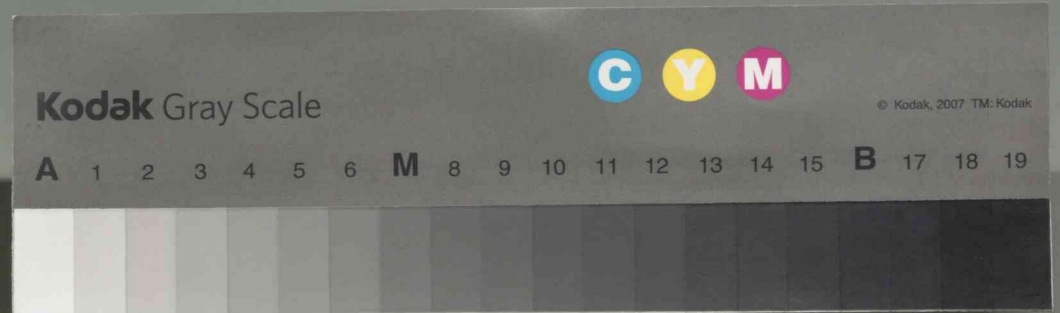 C Y M
Kodak Gray Scale
© Kodak, 2007 TM: Kodak
A 1 2 3 4 5 6 M 8 9 10 11 12 13 14 15 B 17 18 19